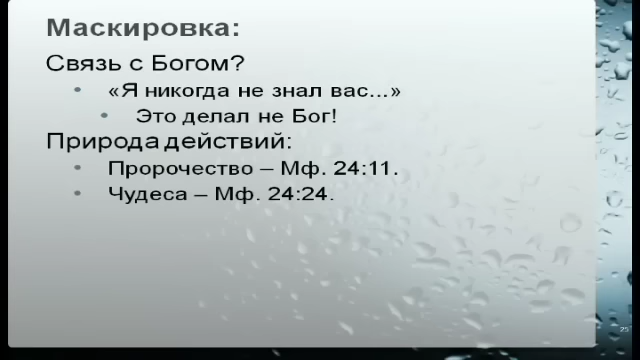 Маскировка:
Связь с Богом?
• «Я никогда не знал вас...»
• Это делал не Бог!
Природа действий:
• Пророчество – Мф. 24:11.
• Чудеса – Мф. 24:24.
25